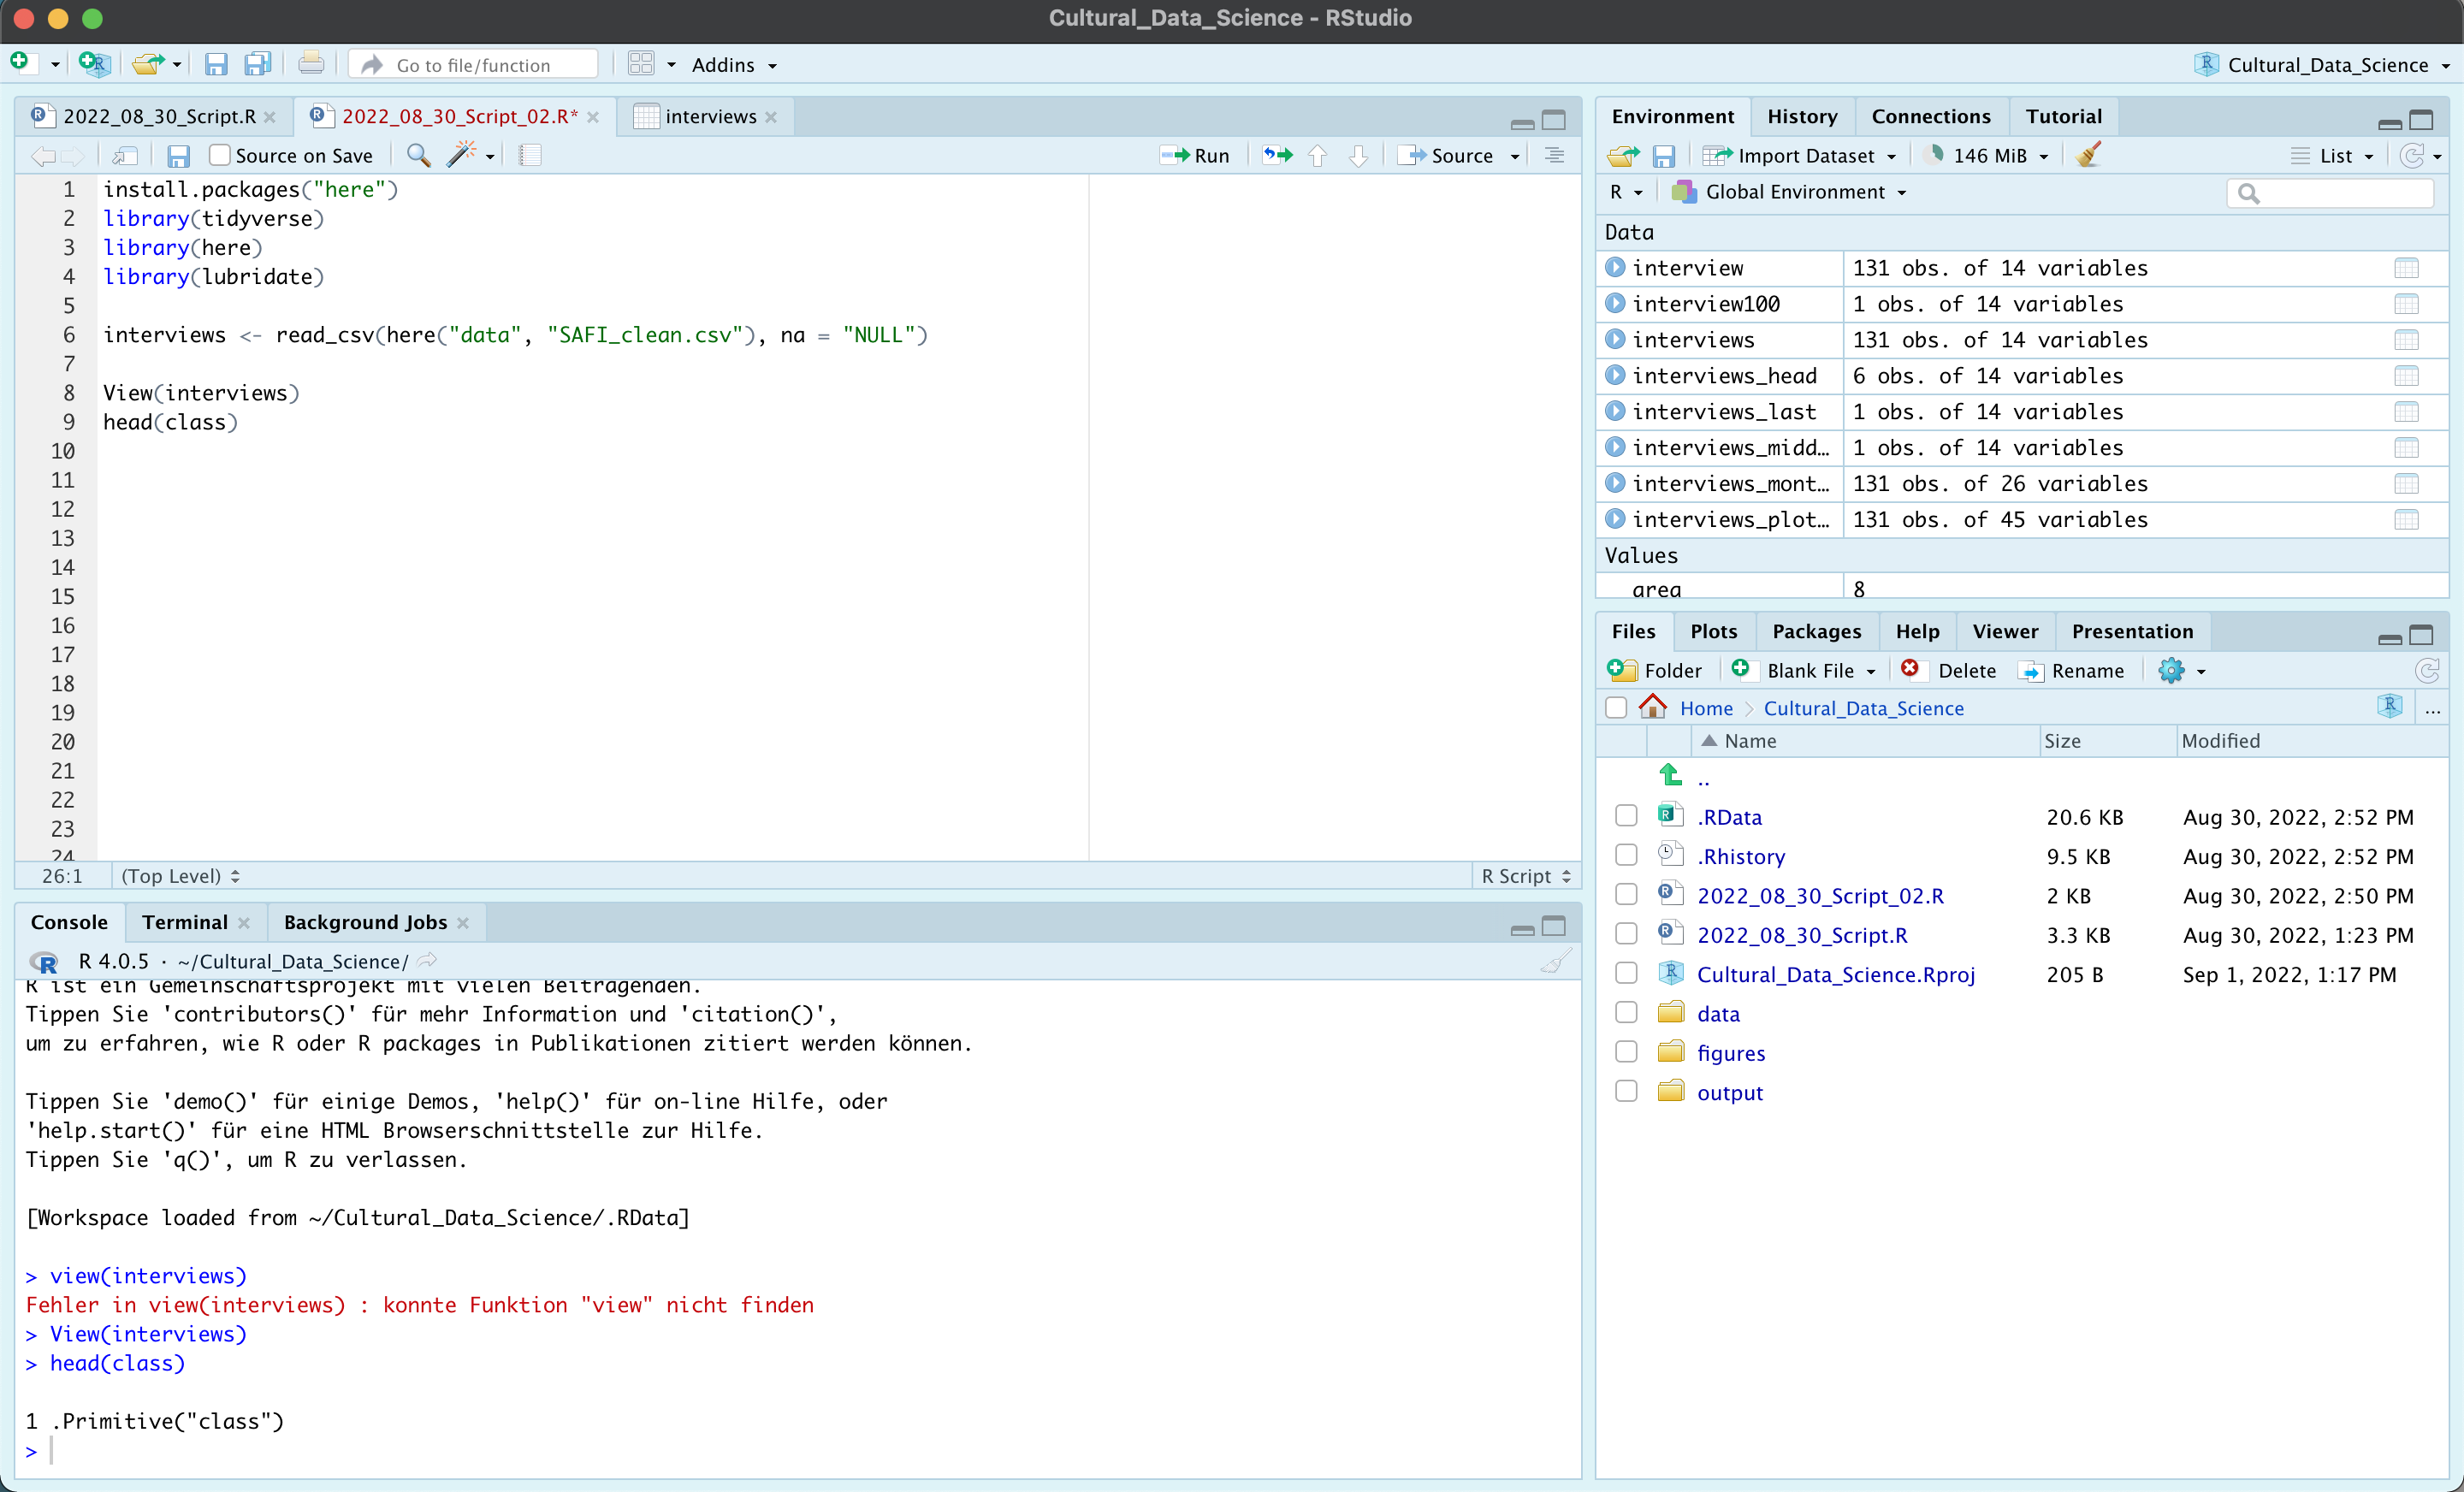 Cultural_Data_Science - RStudio
Go to file/function
Addins
Cultural_Data_Science
2022_08_30_Script.R
2022_08_30_Script_02.R*
interviews
Source on Save
Run
Source
1 install.packages("here")
2 library(tidyverse)
3 library(here)
4 library(lubridate)
5
6 interviews <- read_csv(here("data", "SAFI_clean.csv"), na = "NULL")
7
8 View(interviews)
9 head(class)
10
11
12
13
14
15
16
17
18
19
20
21
22
23
24
26:1 (Top Level) R Script
Console Terminal Background Jobs
R 4.0.5 · ~/Cultural_Data_Science/
R ist ein Gemeinschaftsprojekt mit vielen Beitragenden.
Tippen Sie 'contributors()' für mehr Information und 'citation()',
um zu erfahren, wie R oder R packages in Publikationen zitiert werden können.
Tippen Sie 'demo()' für einige Demos, 'help()' für on-line Hilfe, oder
'help.start()' für eine HTML Browserschnittstelle zur Hilfe.
Tippen Sie 'q()', um R zu verlassen.
[Workspace loaded from ~/Cultural_Data_Science/.RData]
> view(interviews)
Fehler in view(interviews) : konnte Funktion "view" nicht finden
> View(interviews)
> head(class)
1 .Primitive("class")
>
Environment History Connections Tutorial
Import Dataset 146 MiB List
R Global Environment
Data
interview 131 obs. of 14 variables
interview100 1 obs. of 14 variables
interviews 131 obs. of 14 variables
interviews_head 6 obs. of 14 variables
interviews_last 1 obs. of 14 variables
interviews_midd… 1 obs. of 14 variables
interviews_mont… 131 obs. of 26 variables
interviews_plot… 131 obs. of 45 variables
Values
area 8
Files Plots Packages Help Viewer Presentation
Folder Blank File Delete Rename
Home Cultural_Data_Science ...
Name Size Modified
..
.RData 20.6 KB Aug 30, 2022, 2:52 PM
.Rhistory 9.5 KB Aug 30, 2022, 2:52 PM
2022_08_30_Script_02.R 2 KB Aug 30, 2022, 2:50 PM
2022_08_30_Script.R 3.3 KB Aug 30, 2022, 1:23 PM
Cultural_Data_Science.Rproj 205 B Sep 1, 2022, 1:17 PM
data
figures
output